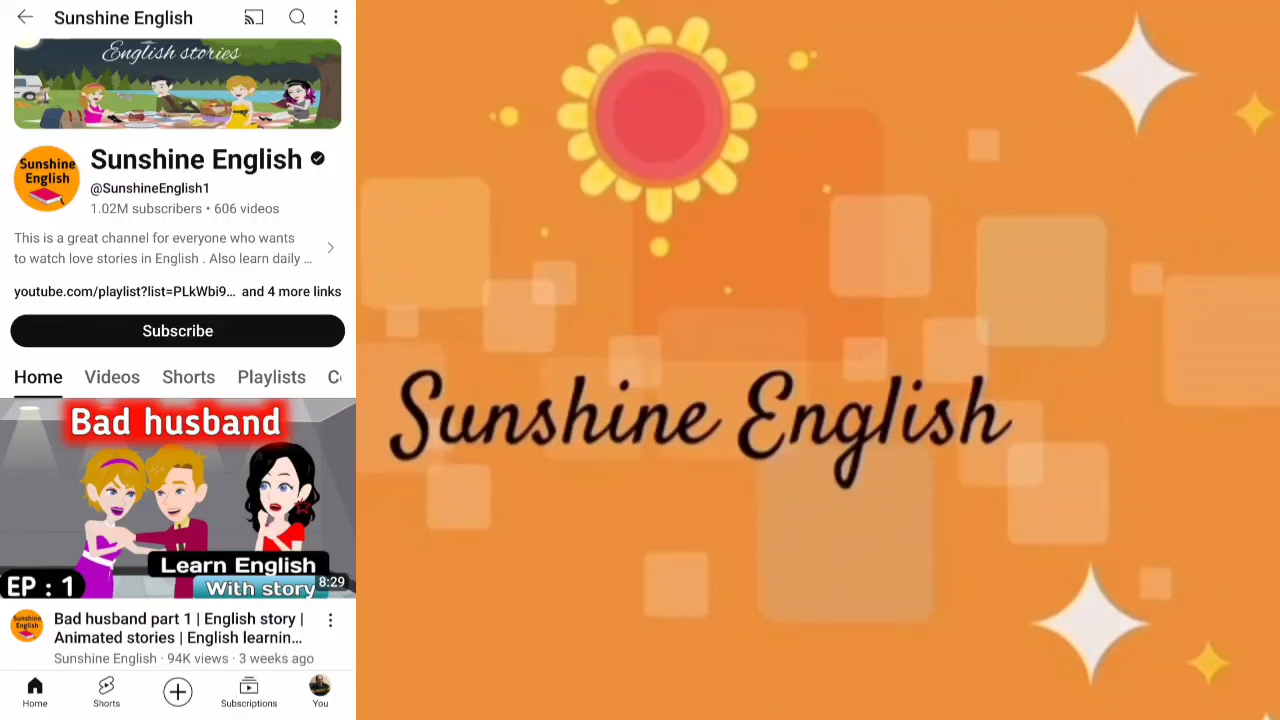 Sunshine English
English stories
Sunshine English
Sunshine
English
@SunshineEnglish1
1.02M subscribers • 606 videos
This is a great channel for everyone who wants
to watch love stories in English . Also learn daily ...
youtube.com/playlist?list=PLkWbi9... and 4 more links
Subscribe
Home Videos Shorts Playlists
Bad husband
Learn English
EP : 1
With story
8:29
Sunshine
English
Bad husband part 1 | English story |
Animated stories | English learnin...
Sunshine English · 94K views · 3 weeks ago
Home Shorts Subscriptions You
Sunshine English